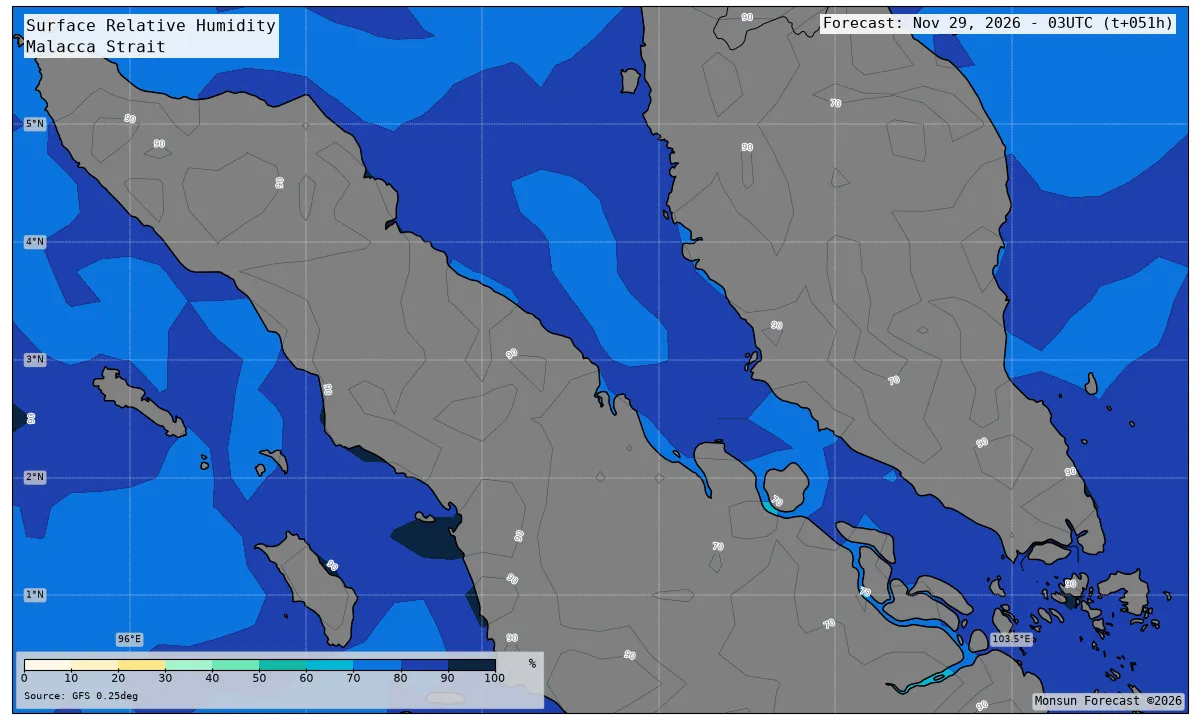 Surface Relative Humidity
Malacca Strait
Forecast: Nov 29, 2026 - 03UTC (t+051h)
90
90
70
90
5°N
90
90
90
4°N
90
90
3°N
70
90
90
90
90
2°N
70
90
70
90
90
90
70
1°N
70
90
96°E
103.5°E
90
90
%
0 10 20 30 40 50 60 70 80 90 100
Source: GFS 0.25deg
Monsun Forecast ©2026